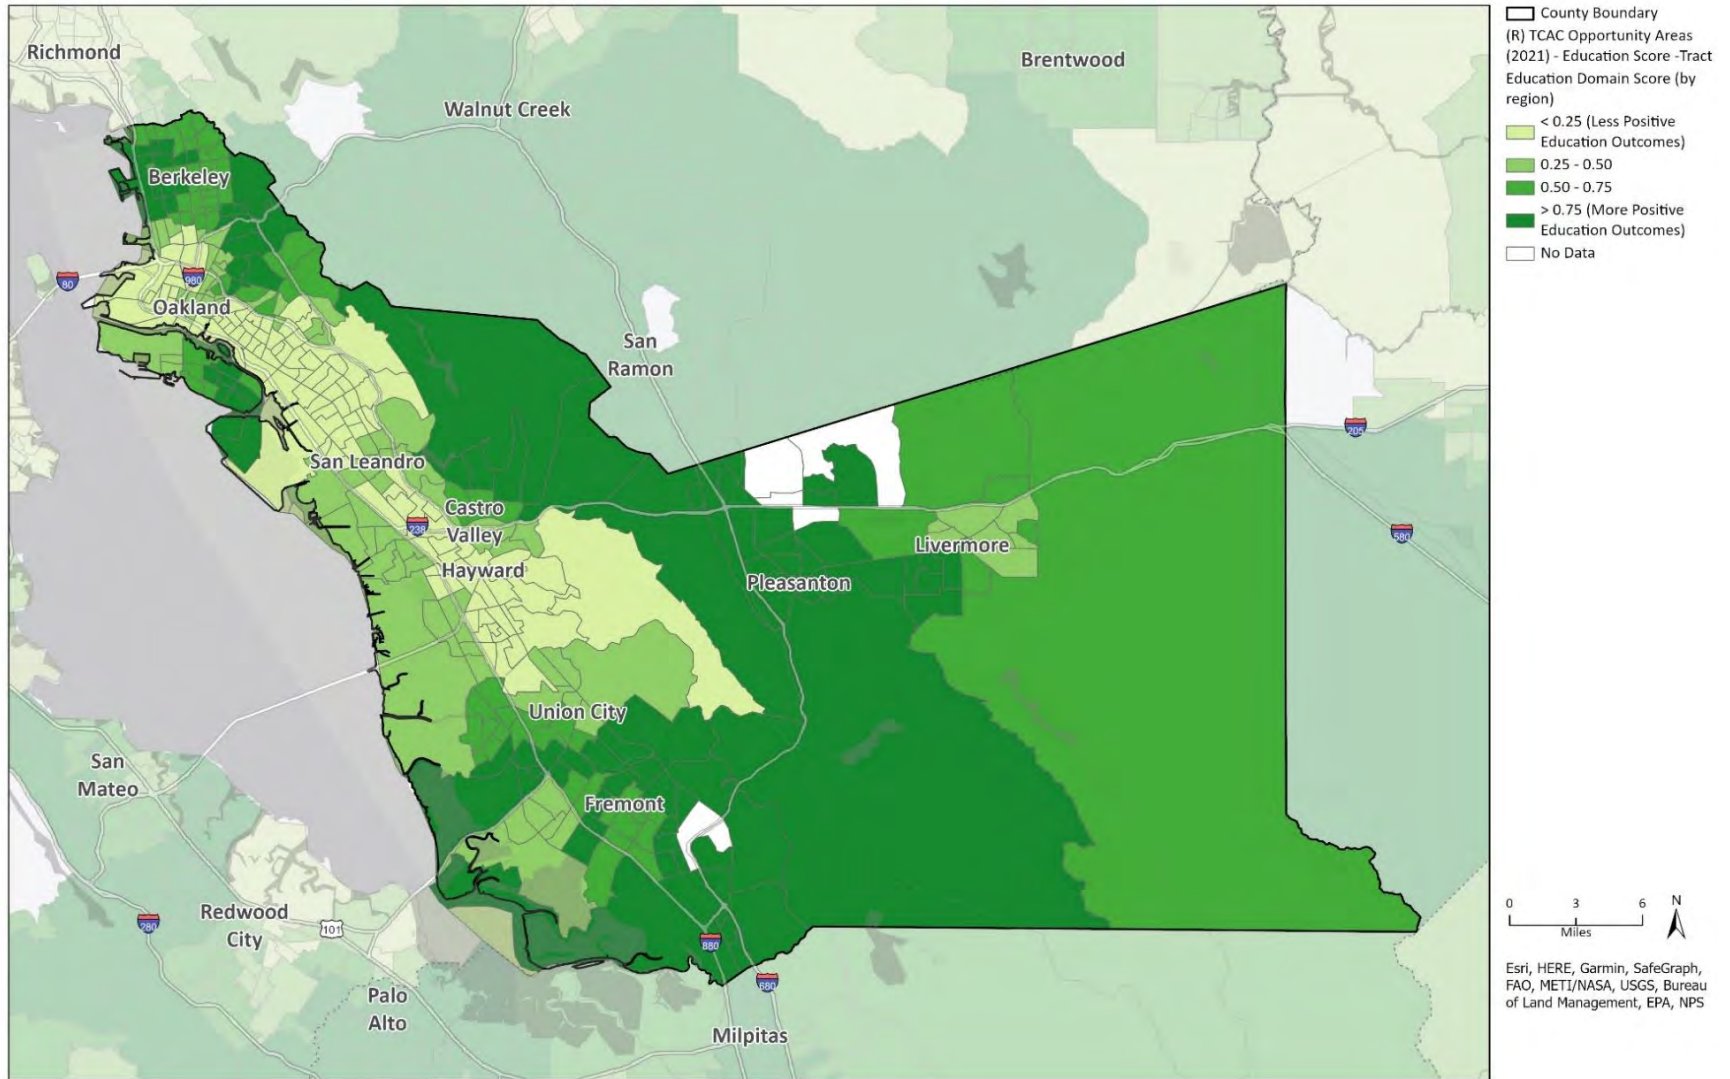 Richmond
Walnut Creek
Brentwood
Berkeley
80
980
Oakland
San
Ramon
205
San Leandro
Castro
Valley
238
Hayward
580
Livermore
Pleasanton
Union City
San
Mateo
Fremont
Redwood
City
101
280
880
680
Palo
Alto
Milpitas
County Boundary
(R) TCAC Opportunity Areas
(2021) - Education Score -Tract
Education Domain Score (by
region)
< 0.25 (Less Positive
Education Outcomes)
0.25 - 0.50
0.50 - 0.75
> 0.75 (More Positive
Education Outcomes)
No Data
0 3 6
Miles
N
Esri, HERE, Garmin, SafeGraph,
FAO, METI/NASA, USGS, Bureau
of Land Management, EPA, NPS